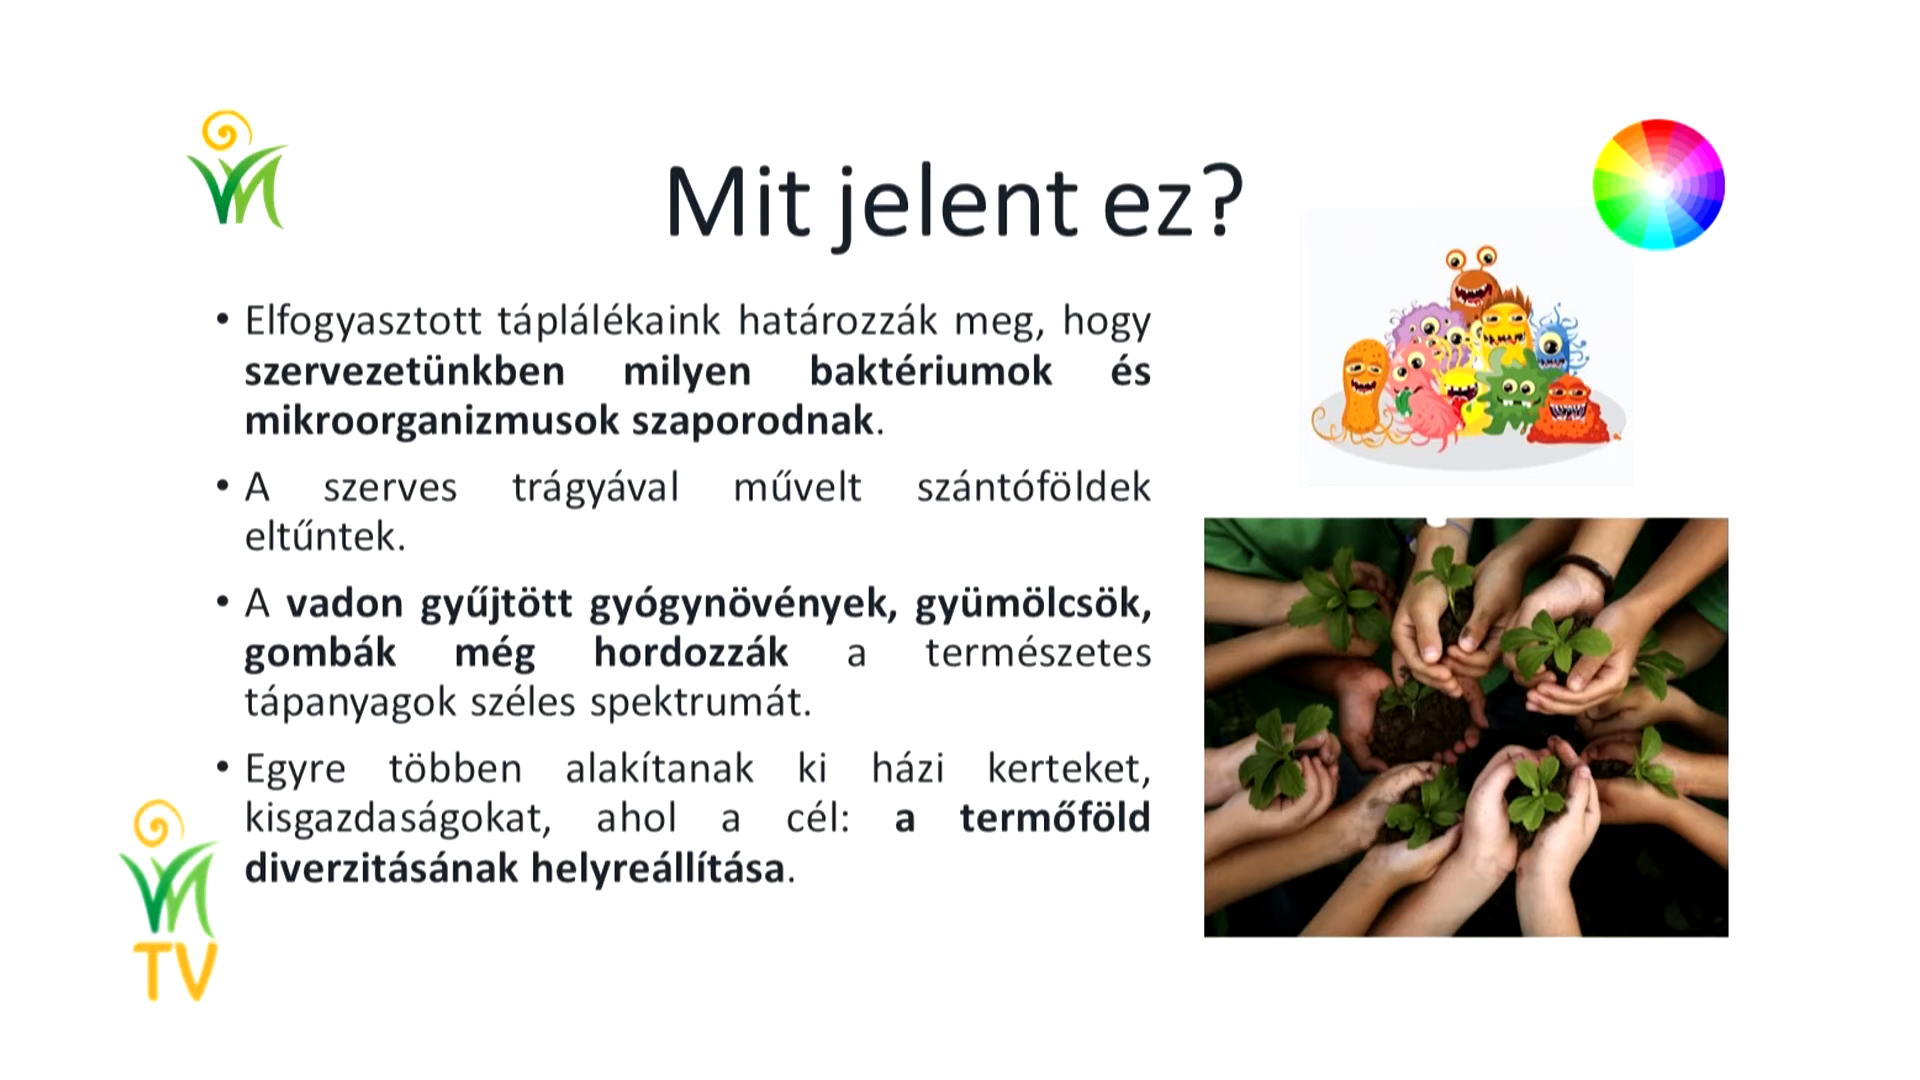 Mit jelent ez?
• Elfogyasztott táplálékaink határozzák meg, hogy
szervezetünkben milyen baktériumok és
mikroorganizmusok szaporodnak.
• A szerves trágyával művelt szántóföldek
eltűntek.
• A vadon gyűjtött gyógynövények, gyümölcsök,
gombák még hordozzák a természetes
tápanyagok széles spektrumát.
• Egyre többen alakítanak ki házi kerteket,
kisgazdaságokat, ahol a cél: a termőföld
diverzitásának helyreállítása.
TV